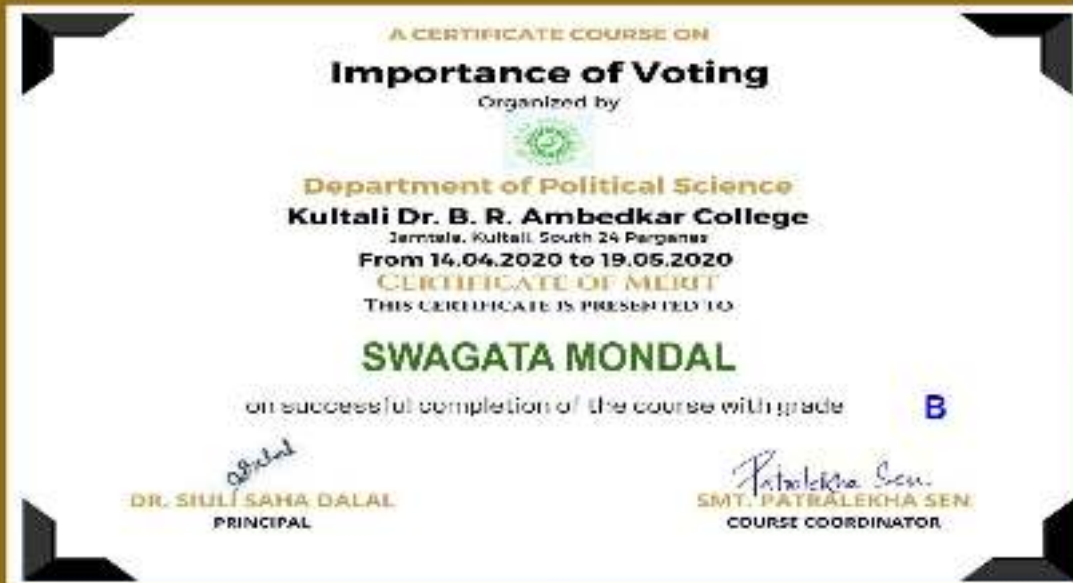 A CERTIFICATE COURSE ON
Importance of Voting
Organized by
Department of Political Science
Kultali Dr. B. R. Ambedkar College
Jamtala, Kultali, South 24 Parganas
From 14.04.2020 to 19.05.2020
CERTIFICATE OF MERIT
THIS CERTIFICATE IS PRESENTED TO
SWAGATA MONDAL
on successful completion of the course with grade B
Patralekha Sen.
DR. SIULI SAHA DALAL
PRINCIPAL
SMT. PATRALEKHA SEN
COURSE COORDINATOR